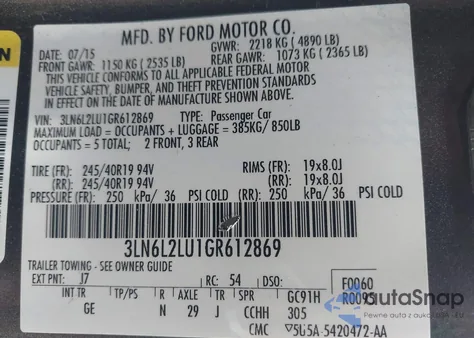 MFD. BY FORD MOTOR CO.
DATE: 07/15 GVWR: 2218 KG ( 4890 LB)
FRONT GAWR: 1150 KG ( 2535 LB) REAR GAWR: 1073 KG ( 2365 LB)
THIS VEHICLE CONFORMS TO ALL APPLICABLE FEDERAL MOTOR
VEHICLE SAFETY, BUMPER, AND THEFT PREVENTION STANDARDS
IN EFFECT ON THE DATE OF MANUFACTURE SHOWN ABOVE.
VIN: 3LN6L2LU1GR612869 TYPE: Passenger Car
MAXIMUM LOAD = OCCUPANTS + LUGGAGE = 385KG/ 850LB
OCCUPANTS = 5 TOTAL; 2 FRONT, 3 REAR
TIRE (FR): 245/40R19 94V RIMS (FR): 19x8.0J
(RR): 245/40R19 94V (RR): 19x8.0J
PRESSURE (FR): 250 kPa/ 36 PSI COLD (RR): 250 kPa/ 36 PSI COLD
3LN6L2LU1GR612869
TRAILER TOWING - SEE OWNER GUIDE
EXT PNT: J7 RC: 54 DSO: F0060
INT TR TP/PS R AXLE TR SPR GC91H R0095
GE N 29 J CCHH 305
CMC 5U5A-5420472-AA
AutoSnap
Pewne auta z aukcji